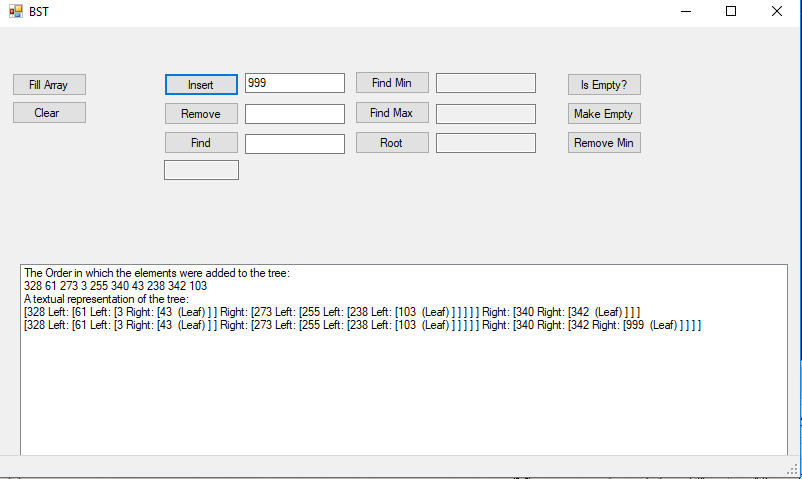 BST
Fill Array
Insert
999
Find Min
Is Empty?
Clear
Remove
Find Max
Make Empty
Find
Root
Remove Min
The Order in which the elements were added to the tree:
328 61 273 3 255 340 43 238 342 103
A textual representation of the tree:
[328 Left: [61 Left: [3 Right: [43 (Leaf) ] ] Right: [273 Left: [255 Left: [238 Left: [103 (Leaf) ] ] ] ] ] Right: [340 Right: [342 (Leaf) ] ] ]
[328 Left: [61 Left: [3 Right: [43 (Leaf) ] ] Right: [273 Left: [255 Left: [238 Left: [103 (Leaf) ] ] ] ] ] Right: [340 Right: [342 Right: [999 (Leaf) ] ] ] ]